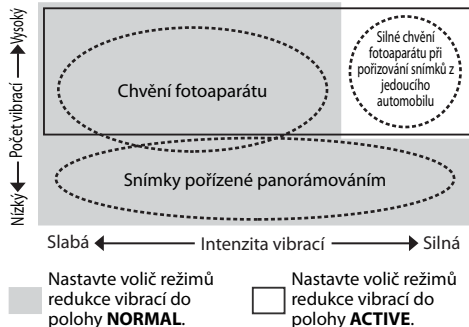 Vysoký
Počet vibrací
Nízký
Chvění fotoaparátu
Silné chvění
fotoaparátu při
pořizování snímků z
jedoucího
automobilu
Snímky pořízené panorámováním
Slabá
Intenzita vibrací
Silná
Nastavte volič režimů
redukce vibrací do
polohy NORMAL.
Nastavte volič režimů
redukce vibrací do
polohy ACTIVE.